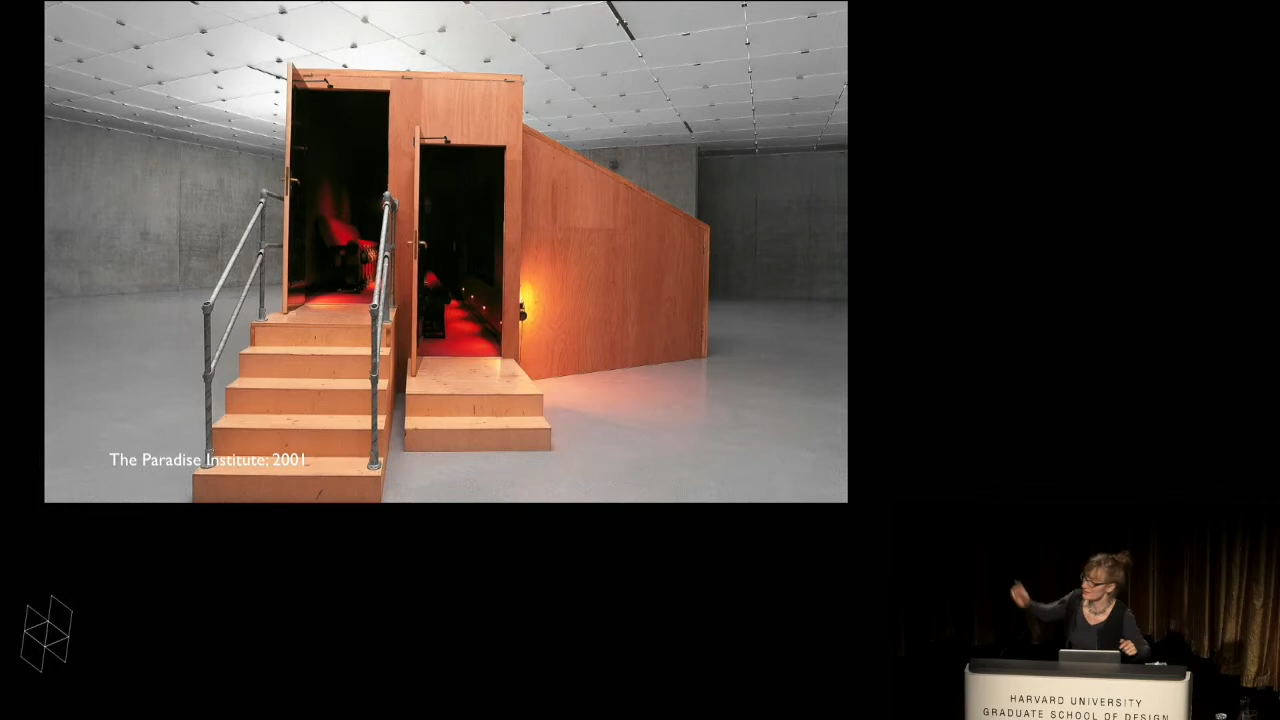 The Paradise Institute; 2001
HARVARD UNIVERSITY
GRADUATE SCHOOL OF DESIGN